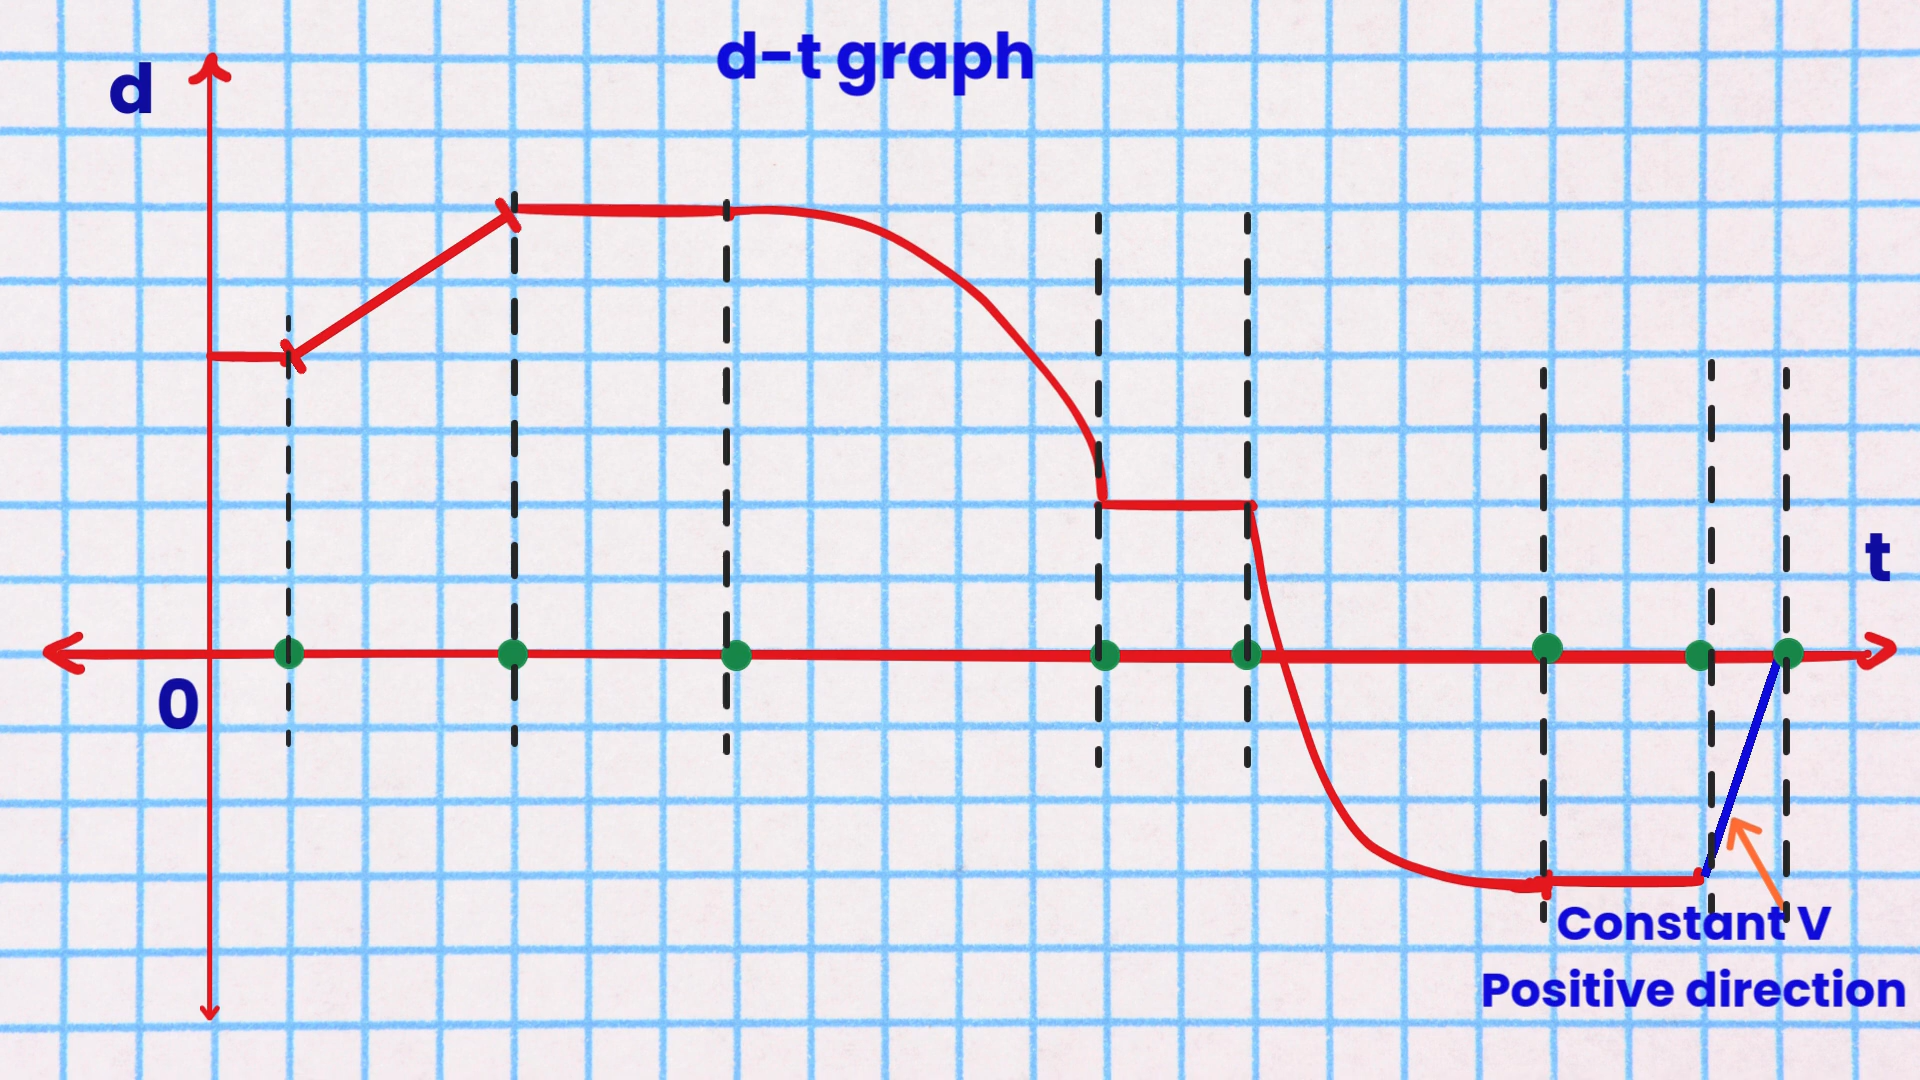 d-t graph
d
t
0
Constant V
Positive direction